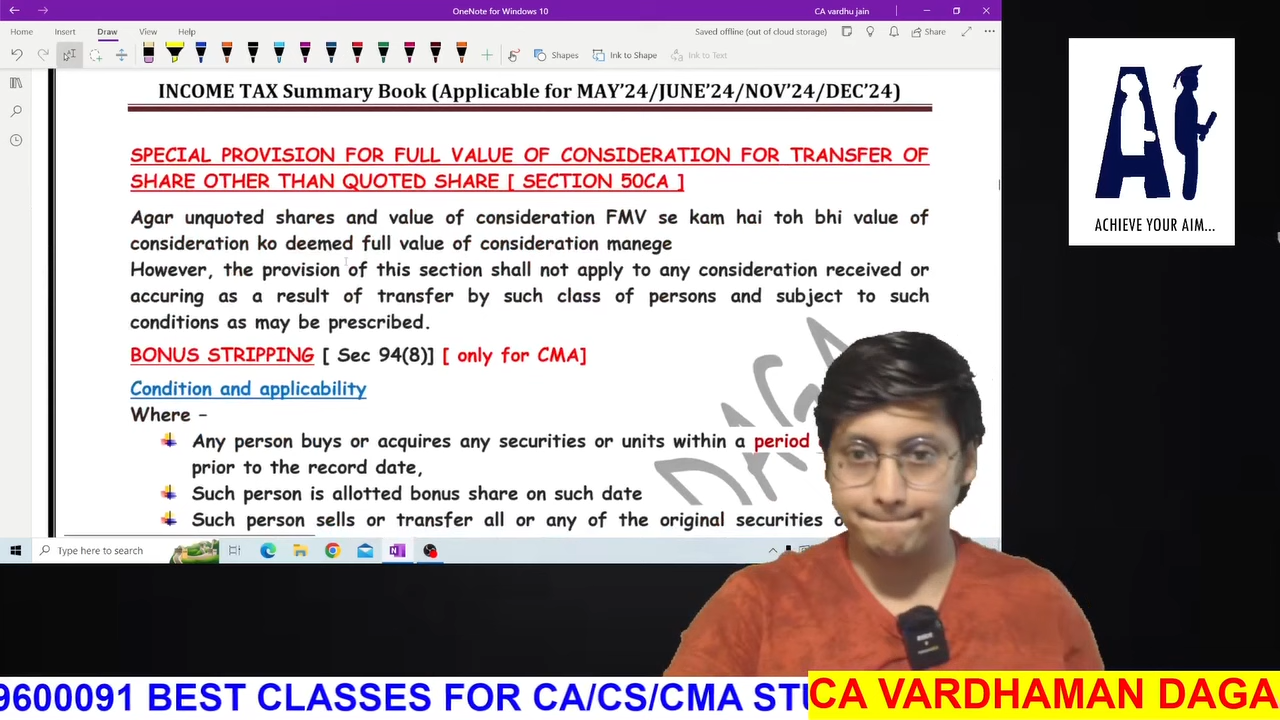 OneNote for Windows 10
CA vardhu jain
Home Insert Draw View Help
Saved offline (out of cloud storage)
Share
Shapes
Ink to Shape
Ink to Text
INCOME TAX Summary Book (Applicable for MAY'24/JUNE'24/NOV'24/DEC'24)
SPECIAL PROVISION FOR FULL VALUE OF CONSIDERATION FOR TRANSFER OF
SHARE OTHER THAN QUOTED SHARE [ SECTION 50CA ]
Agar unquoted shares and value of consideration FMV se kam hai toh bhi value of
consideration ko deemed full value of consideration manege
However, the provision of this section shall not apply to any consideration received or
accuring as a result of transfer by such class of persons and subject to such
conditions as may be prescribed.
BONUS STRIPPING [ Sec 94(8)] [ only for CMA]
Condition and applicability
Where –
Any person buys or acquires any securities or units within a period
prior to the record date,
Such person is allotted bonus share on such date
Such person sells or transfer all or any of the original securities
DAGA
Type here to search
A
ACHIEVE YOUR AIM...
9600091 BEST CLASSES FOR CA/CS/CMA
CA VARDHAMAN DAGA